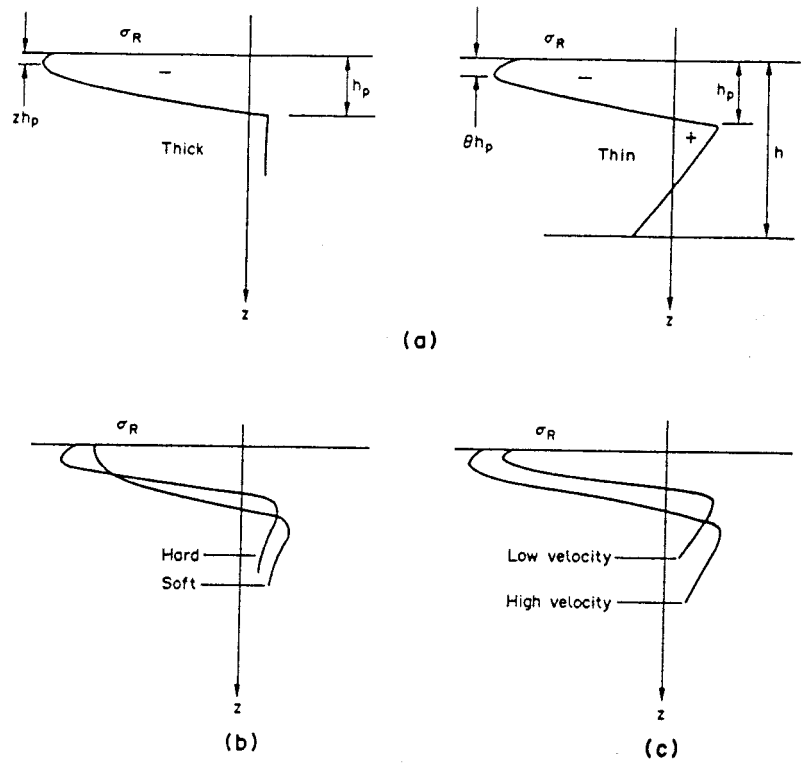 σR
−
hp
zhp
Thick
z
σR
−
hp
θhp
+
Thin
h
z
(a)
σR
Hard
Soft
z
(b)
σR
Low velocity
High velocity
z
(c)